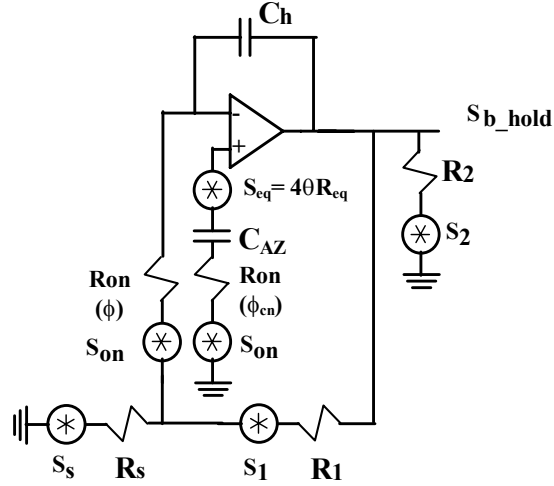 Ch
Sb_hold
-
+
R2
Seq= 4θReq
S2
CAZ
Ron
(ϕ)
Ron
(ϕcn)
Son
Son
Ss
Rs
S1
R1